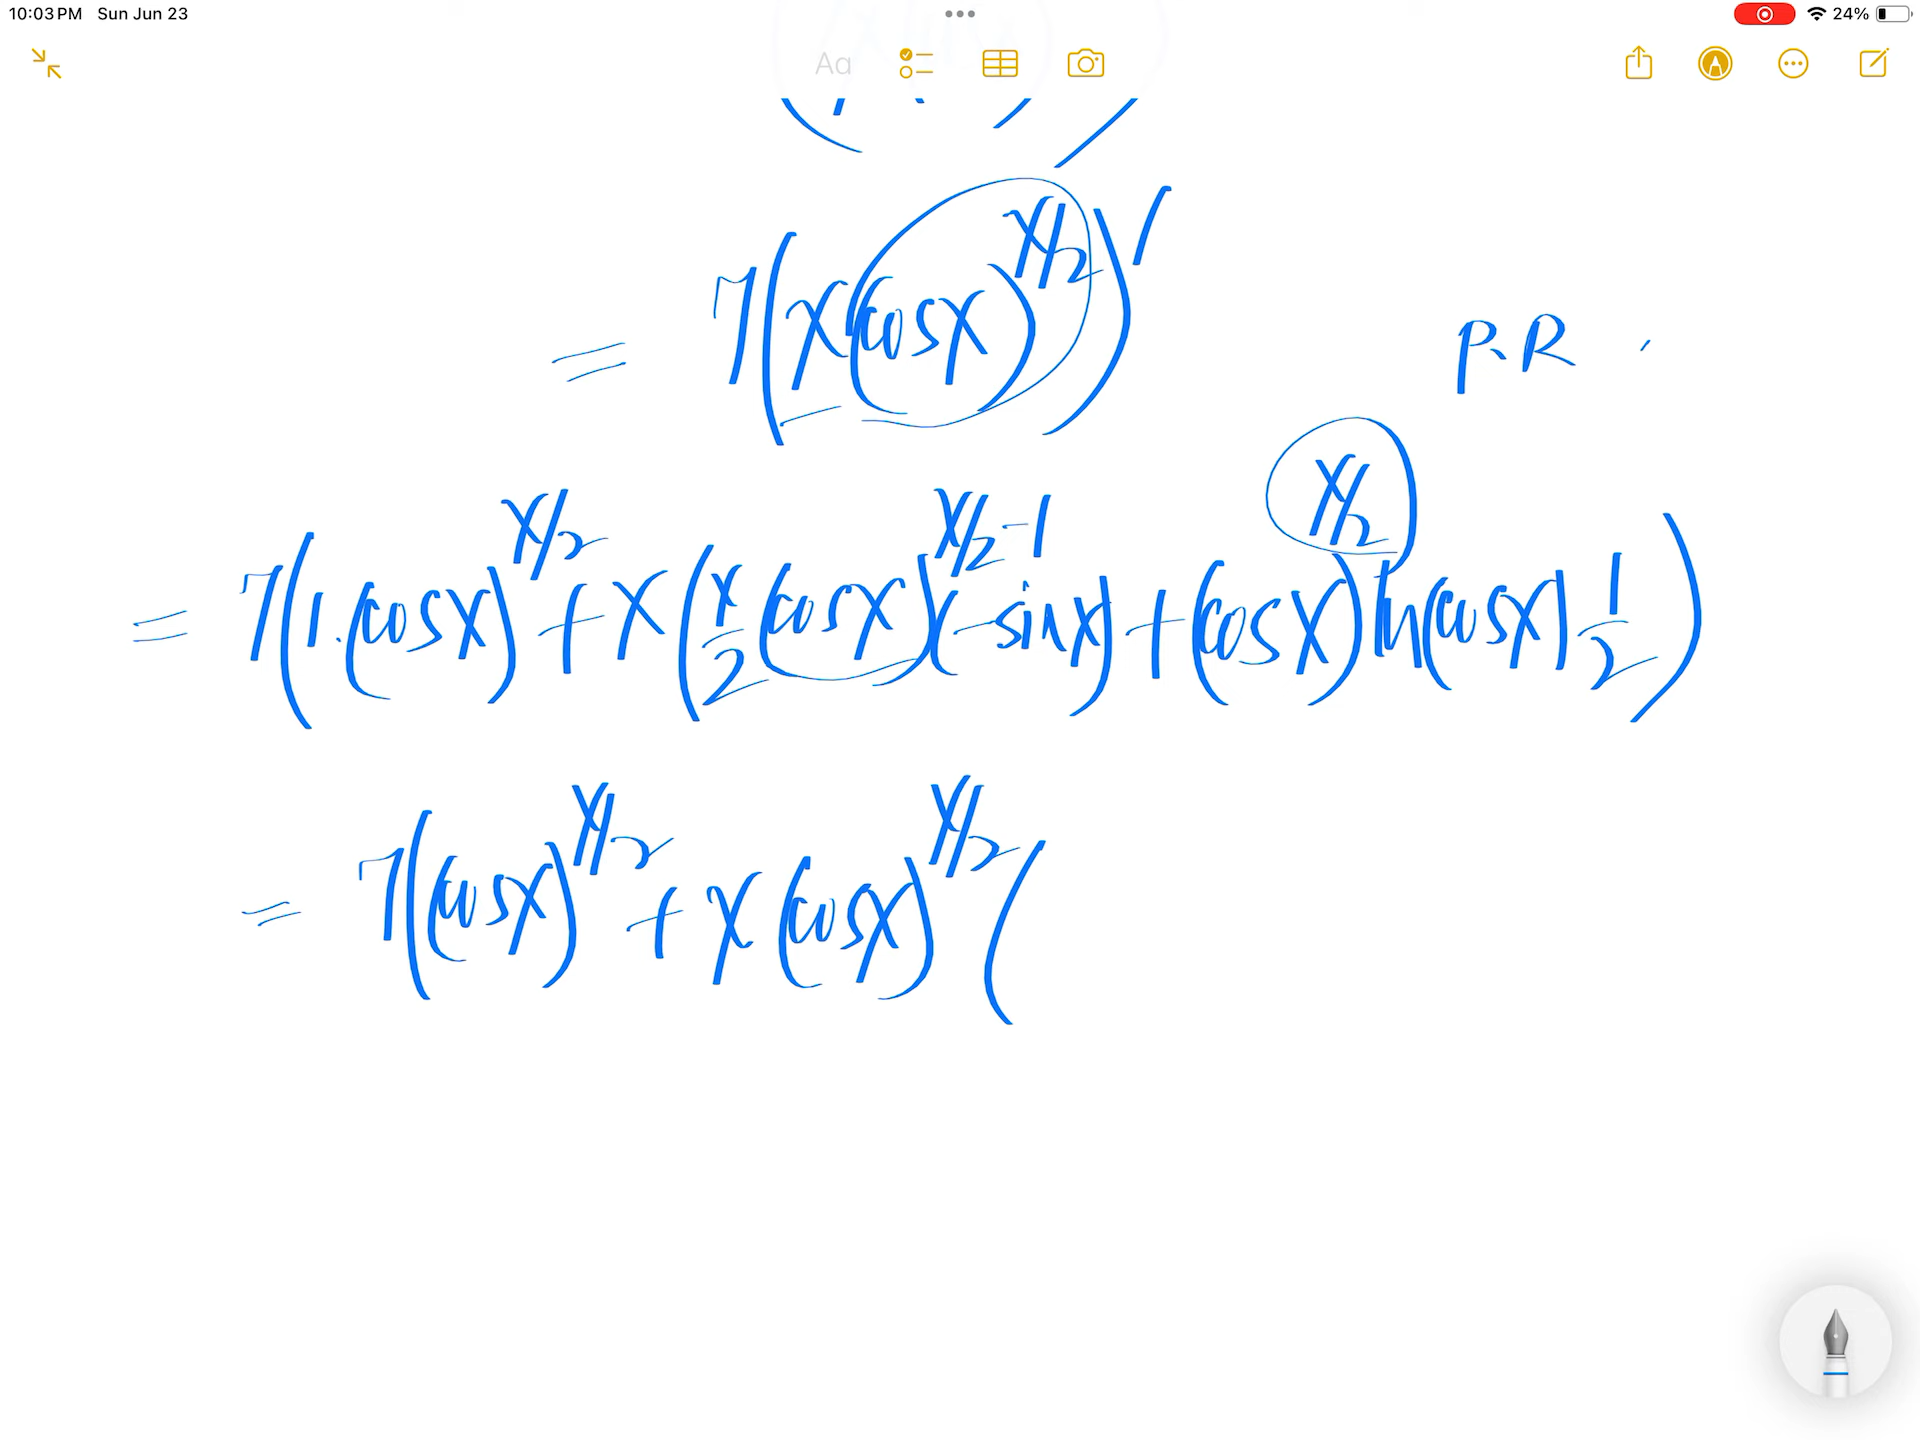 10:03 PM Sun Jun 23
24%
Aa
= 7(x(cosx)^x/2)'
P.R.
= 7(1.(cosx)^x/2 + x(x/2 (cosx)^x/2-1 (-sinx) + (cosx)^x/2 ln(cosx) 1/2)
= 7((cosx)^x/2 + x(cosx)^x/2 (